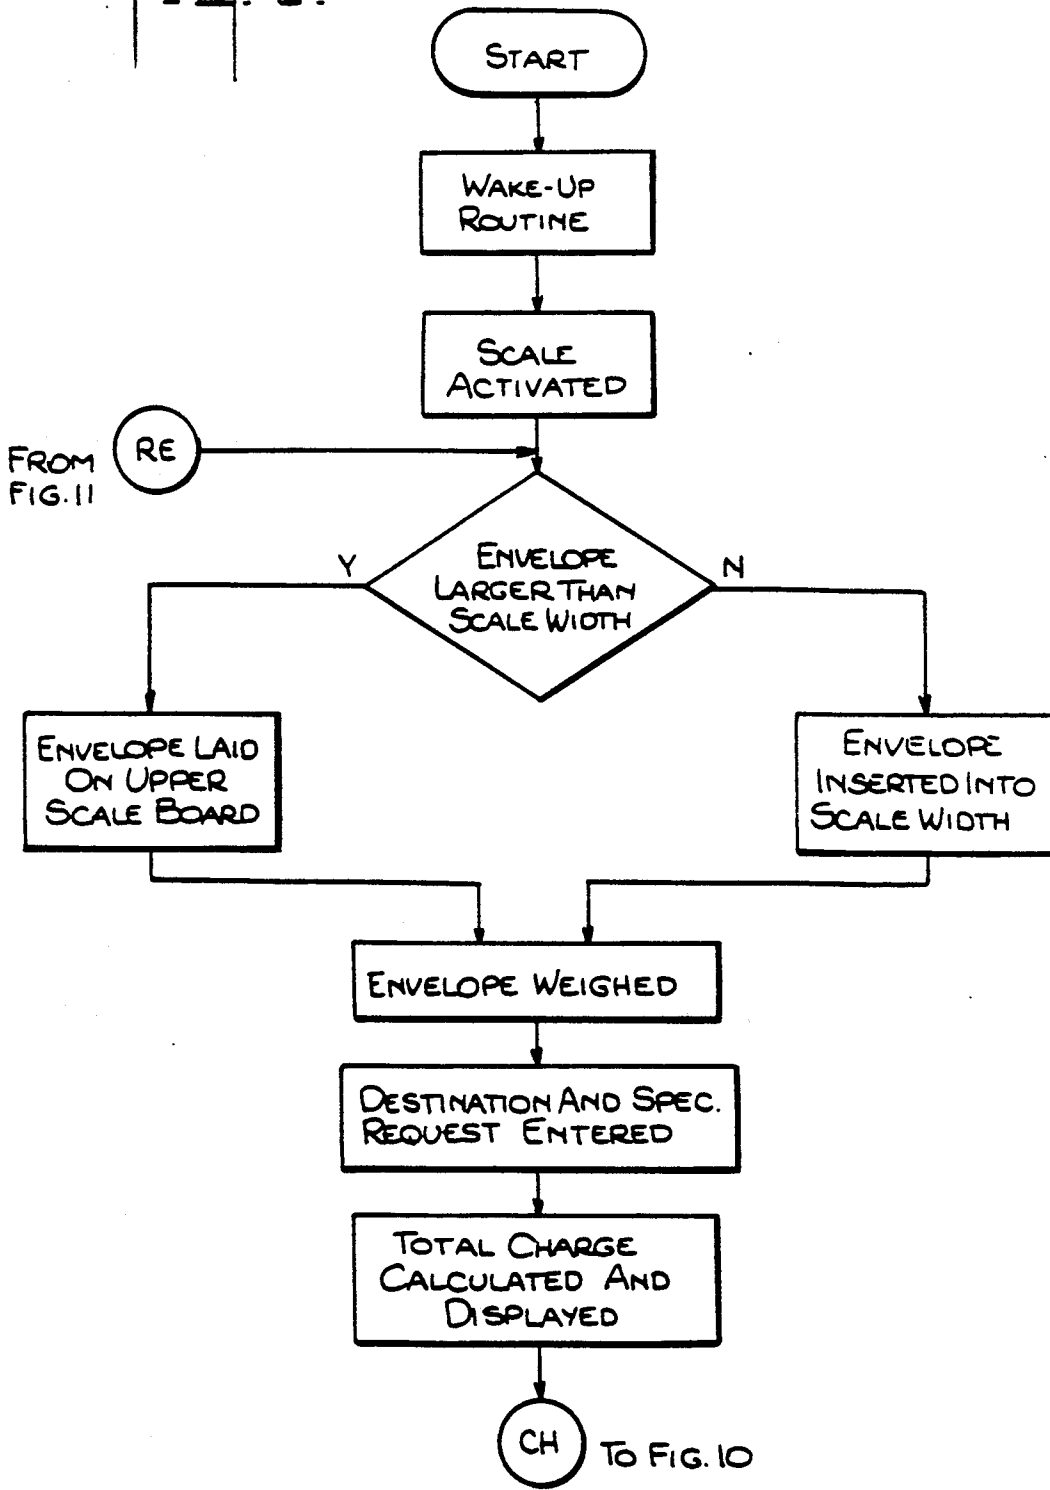 START
WAKE-UP
ROUTINE
SCALE
ACTIVATED
RE
FROM
FIG. 11
ENVELOPE
LARGER THAN
SCALE WIDTH
Y
N
ENVELOPE LAID
ON UPPER
SCALE BOARD
ENVELOPE
INSERTED INTO
SCALE WIDTH
ENVELOPE WEIGHED
DESTINATION AND SPEC.
REQUEST ENTERED
TOTAL CHARGE
CALCULATED AND
DISPLAYED
CH
TO FIG. 10